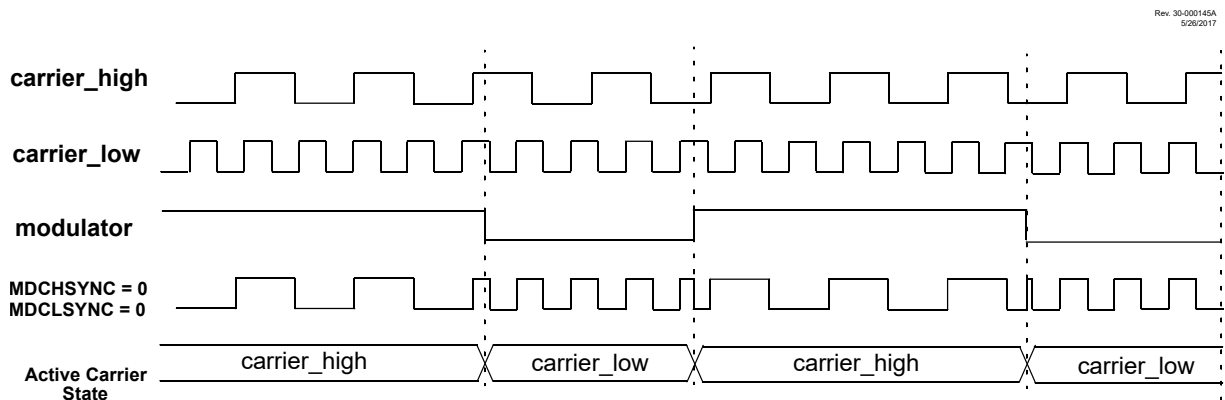 Rev. 30-000145A
5/26/2017
carrier_high
carrier_low
modulator
MDCHSYNC = 0
MDCLSYNC = 0
carrier_high carrier_low carrier_high carrier_low
Active Carrier
State